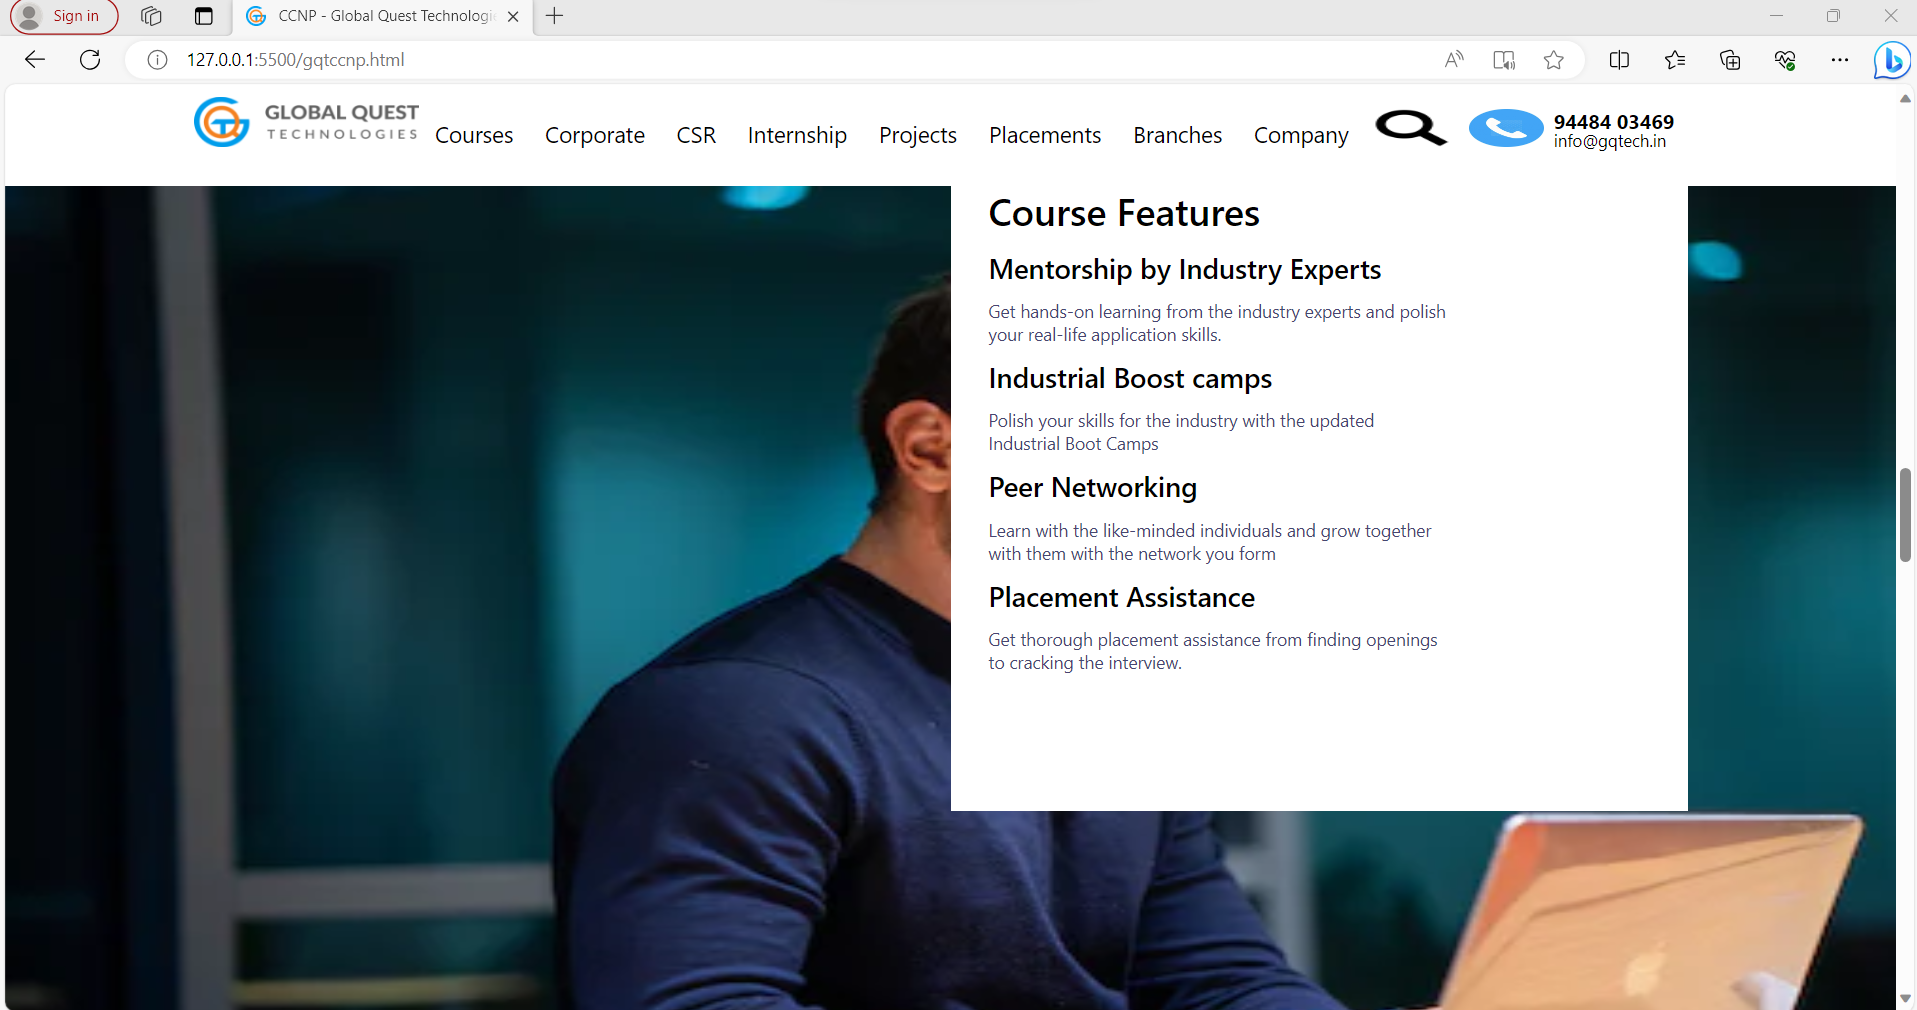 Sign in
CCNP - Global Quest Technologi
127.0.0.1:5500/gqtccnp.html
GLOBAL QUEST
TECHNOLOGIES
Courses Corporate CSR Internship Projects Placements Branches Company
94484 03469
info@gqtech.in
Course Features
Mentorship by Industry Experts
Get hands-on learning from the industry experts and polish
your real-life application skills.
Industrial Boost camps
Polish your skills for the industry with the updated
Industrial Boot Camps
Peer Networking
Learn with the like-minded individuals and grow together
with them with the network you form
Placement Assistance
Get thorough placement assistance from finding openings
to cracking the interview.